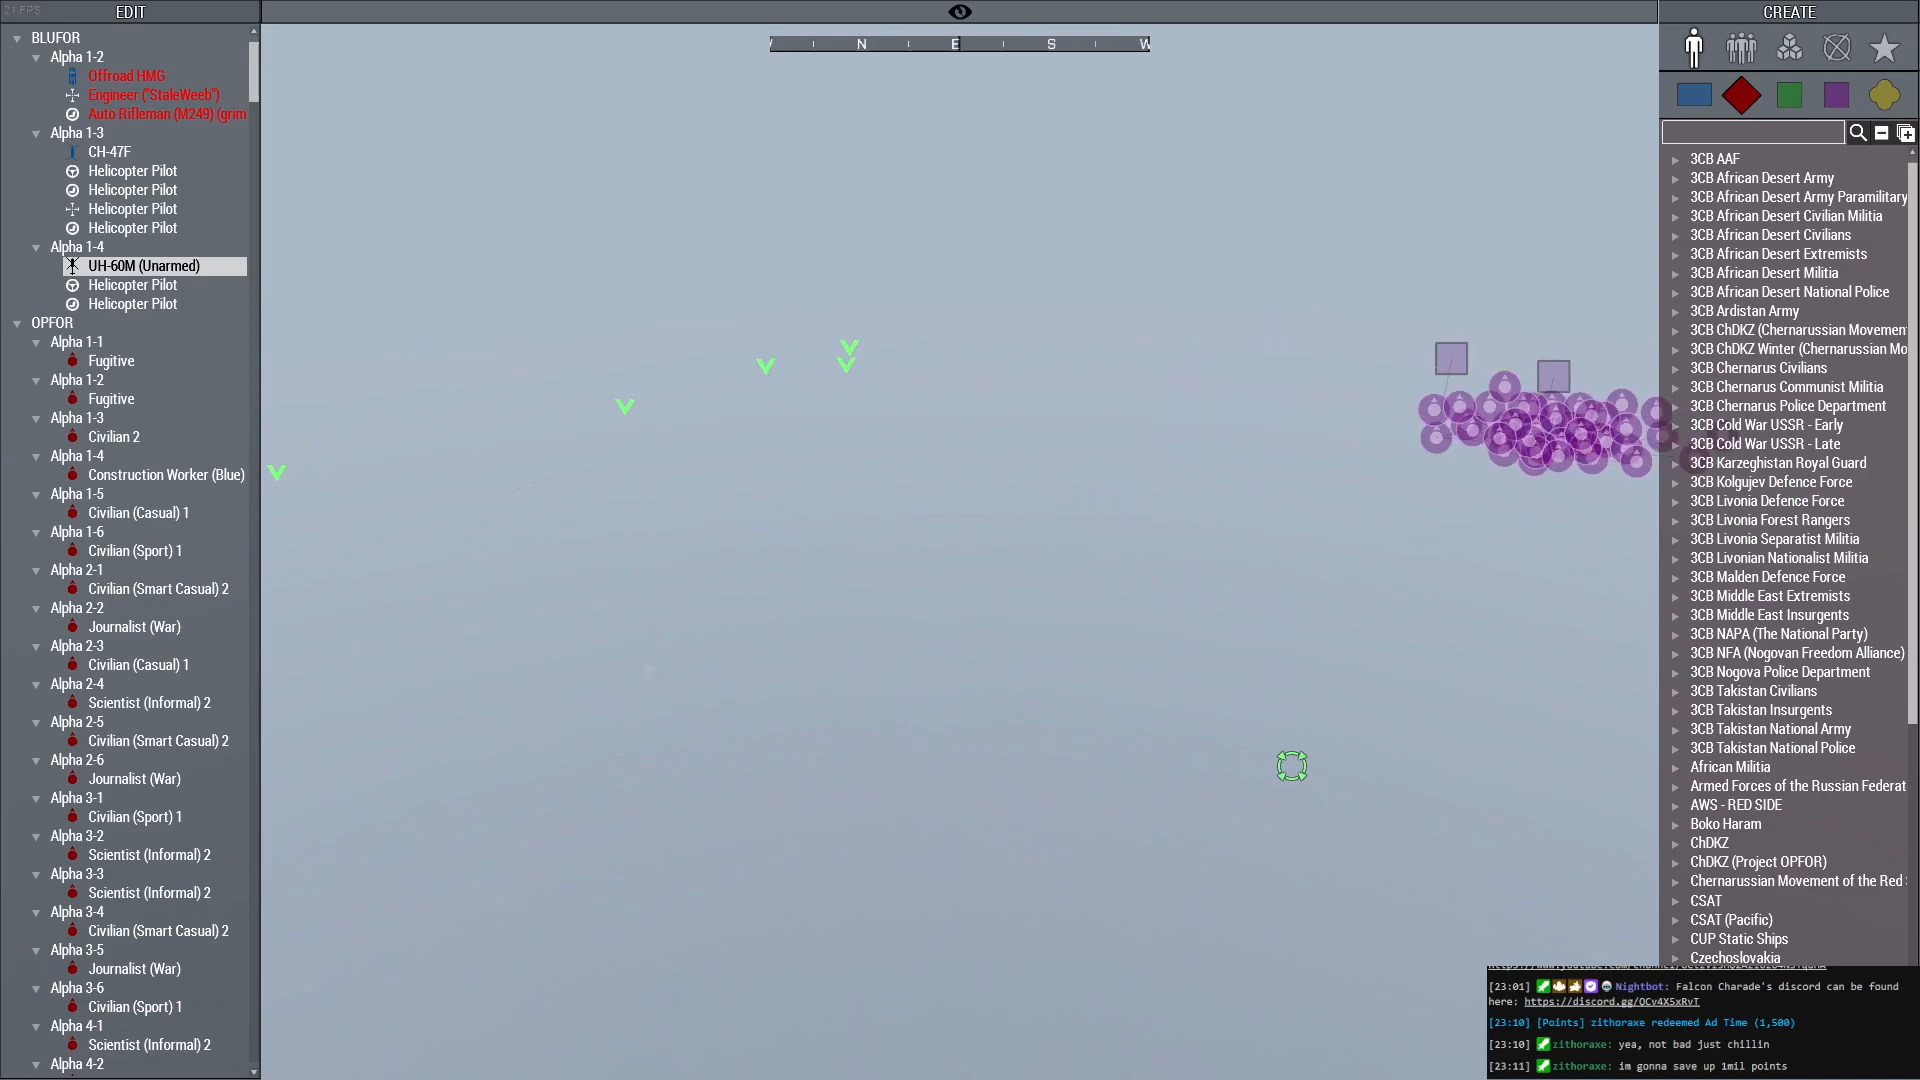 21 FPS
EDIT
BLUFOR
Alpha 1-2
Offroad HMG
Engineer ("StaleWeeb")
Auto Rifleman (M249) (grim
Alpha 1-3
CH-47F
Helicopter Pilot
Helicopter Pilot
Helicopter Pilot
Helicopter Pilot
Alpha 1-4
UH-60M (Unarmed)
Helicopter Pilot
Helicopter Pilot
OPFOR
Alpha 1-1
Fugitive
Alpha 1-2
Fugitive
Alpha 1-3
Civilian 2
Alpha 1-4
Construction Worker (Blue)
Alpha 1-5
Civilian (Casual) 1
Alpha 1-6
Civilian (Sport) 1
Alpha 2-1
Civilian (Smart Casual) 2
Alpha 2-2
Journalist (War)
Alpha 2-3
Civilian (Casual) 1
Alpha 2-4
Scientist (Informal) 2
Alpha 2-5
Civilian (Smart Casual) 2
Alpha 2-6
Journalist (War)
Alpha 3-1
Civilian (Sport) 1
Alpha 3-2
Scientist (Informal) 2
Alpha 3-3
Scientist (Informal) 2
Alpha 3-4
Civilian (Smart Casual) 2
Alpha 3-5
Journalist (War)
Alpha 3-6
Civilian (Sport) 1
Alpha 4-1
Scientist (Informal) 2
Alpha 4-2
N E S W
CREATE
3CB AAF
3CB African Desert Army
3CB African Desert Army Paramilitary
3CB African Desert Civilian Militia
3CB African Desert Civilians
3CB African Desert Extremists
3CB African Desert Militia
3CB African Desert National Police
3CB Ardistan Army
3CB ChDKZ (Chernarussian Movement
3CB ChDKZ Winter (Chernarussian Mo
3CB Chernarus Civilians
3CB Chernarus Communist Militia
3CB Chernarus Police Department
3CB Cold War USSR - Early
3CB Cold War USSR - Late
3CB Karzeghistan Royal Guard
3CB Kolgujev Defence Force
3CB Livonia Defence Force
3CB Livonia Forest Rangers
3CB Livonia Separatist Militia
3CB Livonian Nationalist Militia
3CB Malden Defence Force
3CB Middle East Extremists
3CB Middle East Insurgents
3CB NAPA (The National Party)
3CB NFA (Nogovan Freedom Alliance)
3CB Nogova Police Department
3CB Takistan Civilians
3CB Takistan Insurgents
3CB Takistan National Army
3CB Takistan National Police
African Militia
Armed Forces of the Russian Federat
AWS - RED SIDE
Boko Haram
ChDKZ
ChDKZ (Project OPFOR)
Chernarussian Movement of the Red
CSAT
CSAT (Pacific)
CUP Static Ships
Czechoslovakia
[23:01] Nightbot: Falcon Charade's discord can be found
here: https://discord.gg/QCv4X5xRvT
[23:10] [Points] zithoraxe redeemed Ad Time (1,500)
[23:10] zithoraxe: yea, not bad just chillin
[23:11] zithoraxe: im gonna save up 1mil points